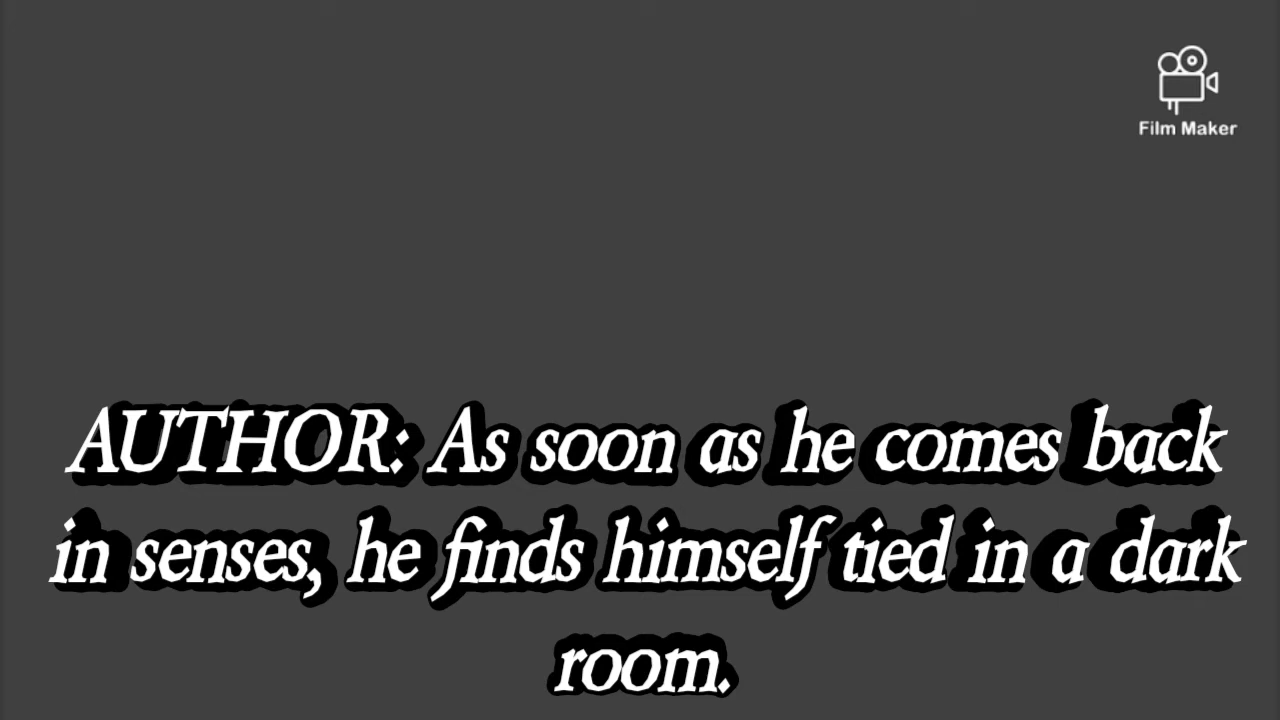 Film Maker
AUTHOR: As soon as he comes back
in senses, he finds himself tied in a dark
room.